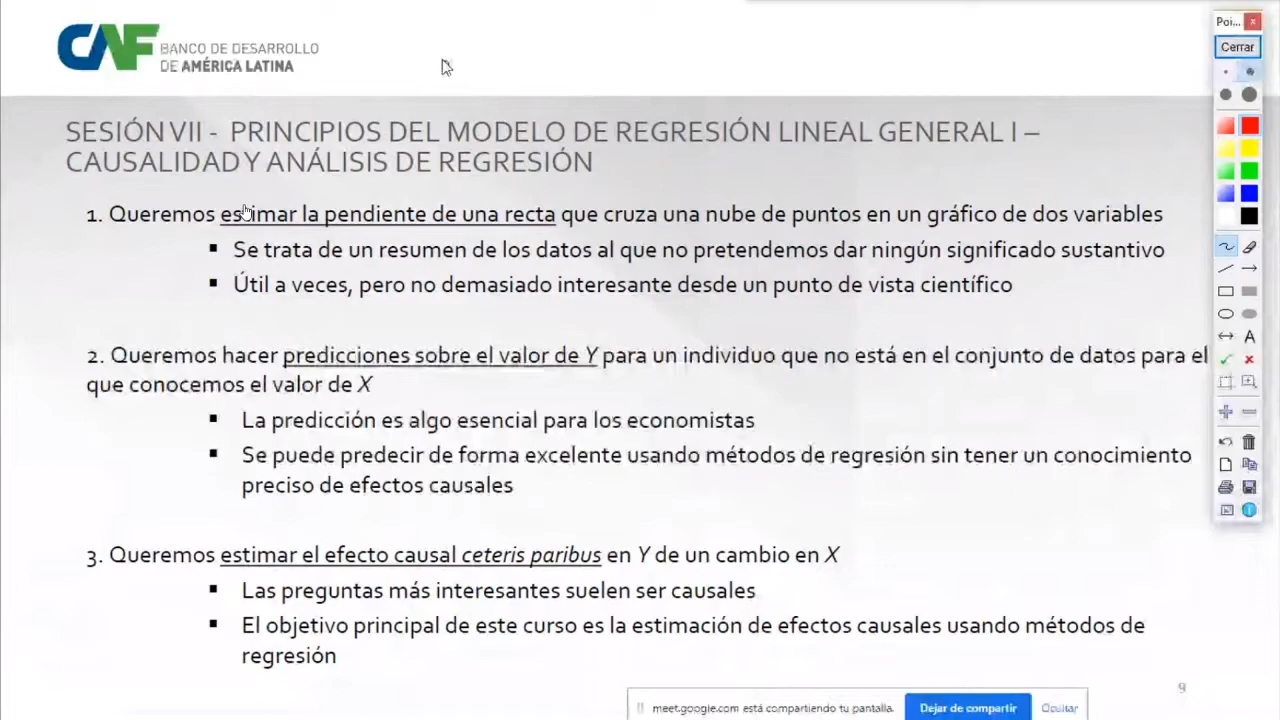 CAF BANCO DE DESARROLLO
DE AMÉRICA LATINA
Poi...
Cerrar
SESIÓN VII - PRINCIPIOS DEL MODELO DE REGRESIÓN LINEAL GENERAL I –
CAUSALIDAD Y ANÁLISIS DE REGRESIÓN
1. Queremos estimar la pendiente de una recta que cruza una nube de puntos en un gráfico de dos variables
▪ Se trata de un resumen de los datos al que no pretendemos dar ningún significado sustantivo
▪ Útil a veces, pero no demasiado interesante desde un punto de vista científico
2. Queremos hacer predicciones sobre el valor de Y para un individuo que no está en el conjunto de datos para el
que conocemos el valor de X
▪ La predicción es algo esencial para los economistas
▪ Se puede predecir de forma excelente usando métodos de regresión sin tener un conocimiento
preciso de efectos causales
3. Queremos estimar el efecto causal ceteris paribus en Y de un cambio en X
▪ Las preguntas más interesantes suelen ser causales
▪ El objetivo principal de este curso es la estimación de efectos causales usando métodos de
regresión
9
meet.google.com está compartiendo tu pantalla. Dejar de compartir Ocultar